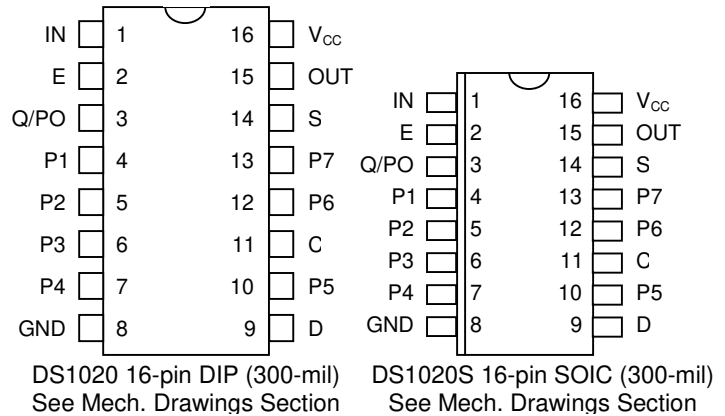 IN 1 16 VCC
E 2 15 OUT
Q/PO 3 14 S
P1 4 13 P7
P2 5 12 P6
P3 6 11 C
P4 7 10 P5
GND 8 9 D
DS1020 16-pin DIP (300-mil)
See Mech. Drawings Section
IN 1 16 VCC
E 2 15 OUT
Q/PO 3 14 S
P1 4 13 P7
P2 5 12 P6
P3 6 11 C
P4 7 10 P5
GND 8 9 D
DS1020S 16-pin SOIC (300-mil)
See Mech. Drawings Section